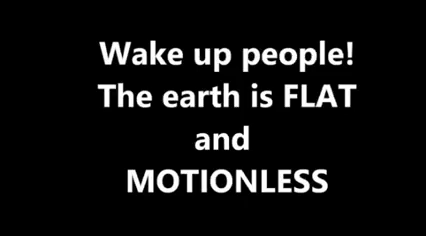 Wake up people!
The earth is FLAT
and
MOTIONLESS